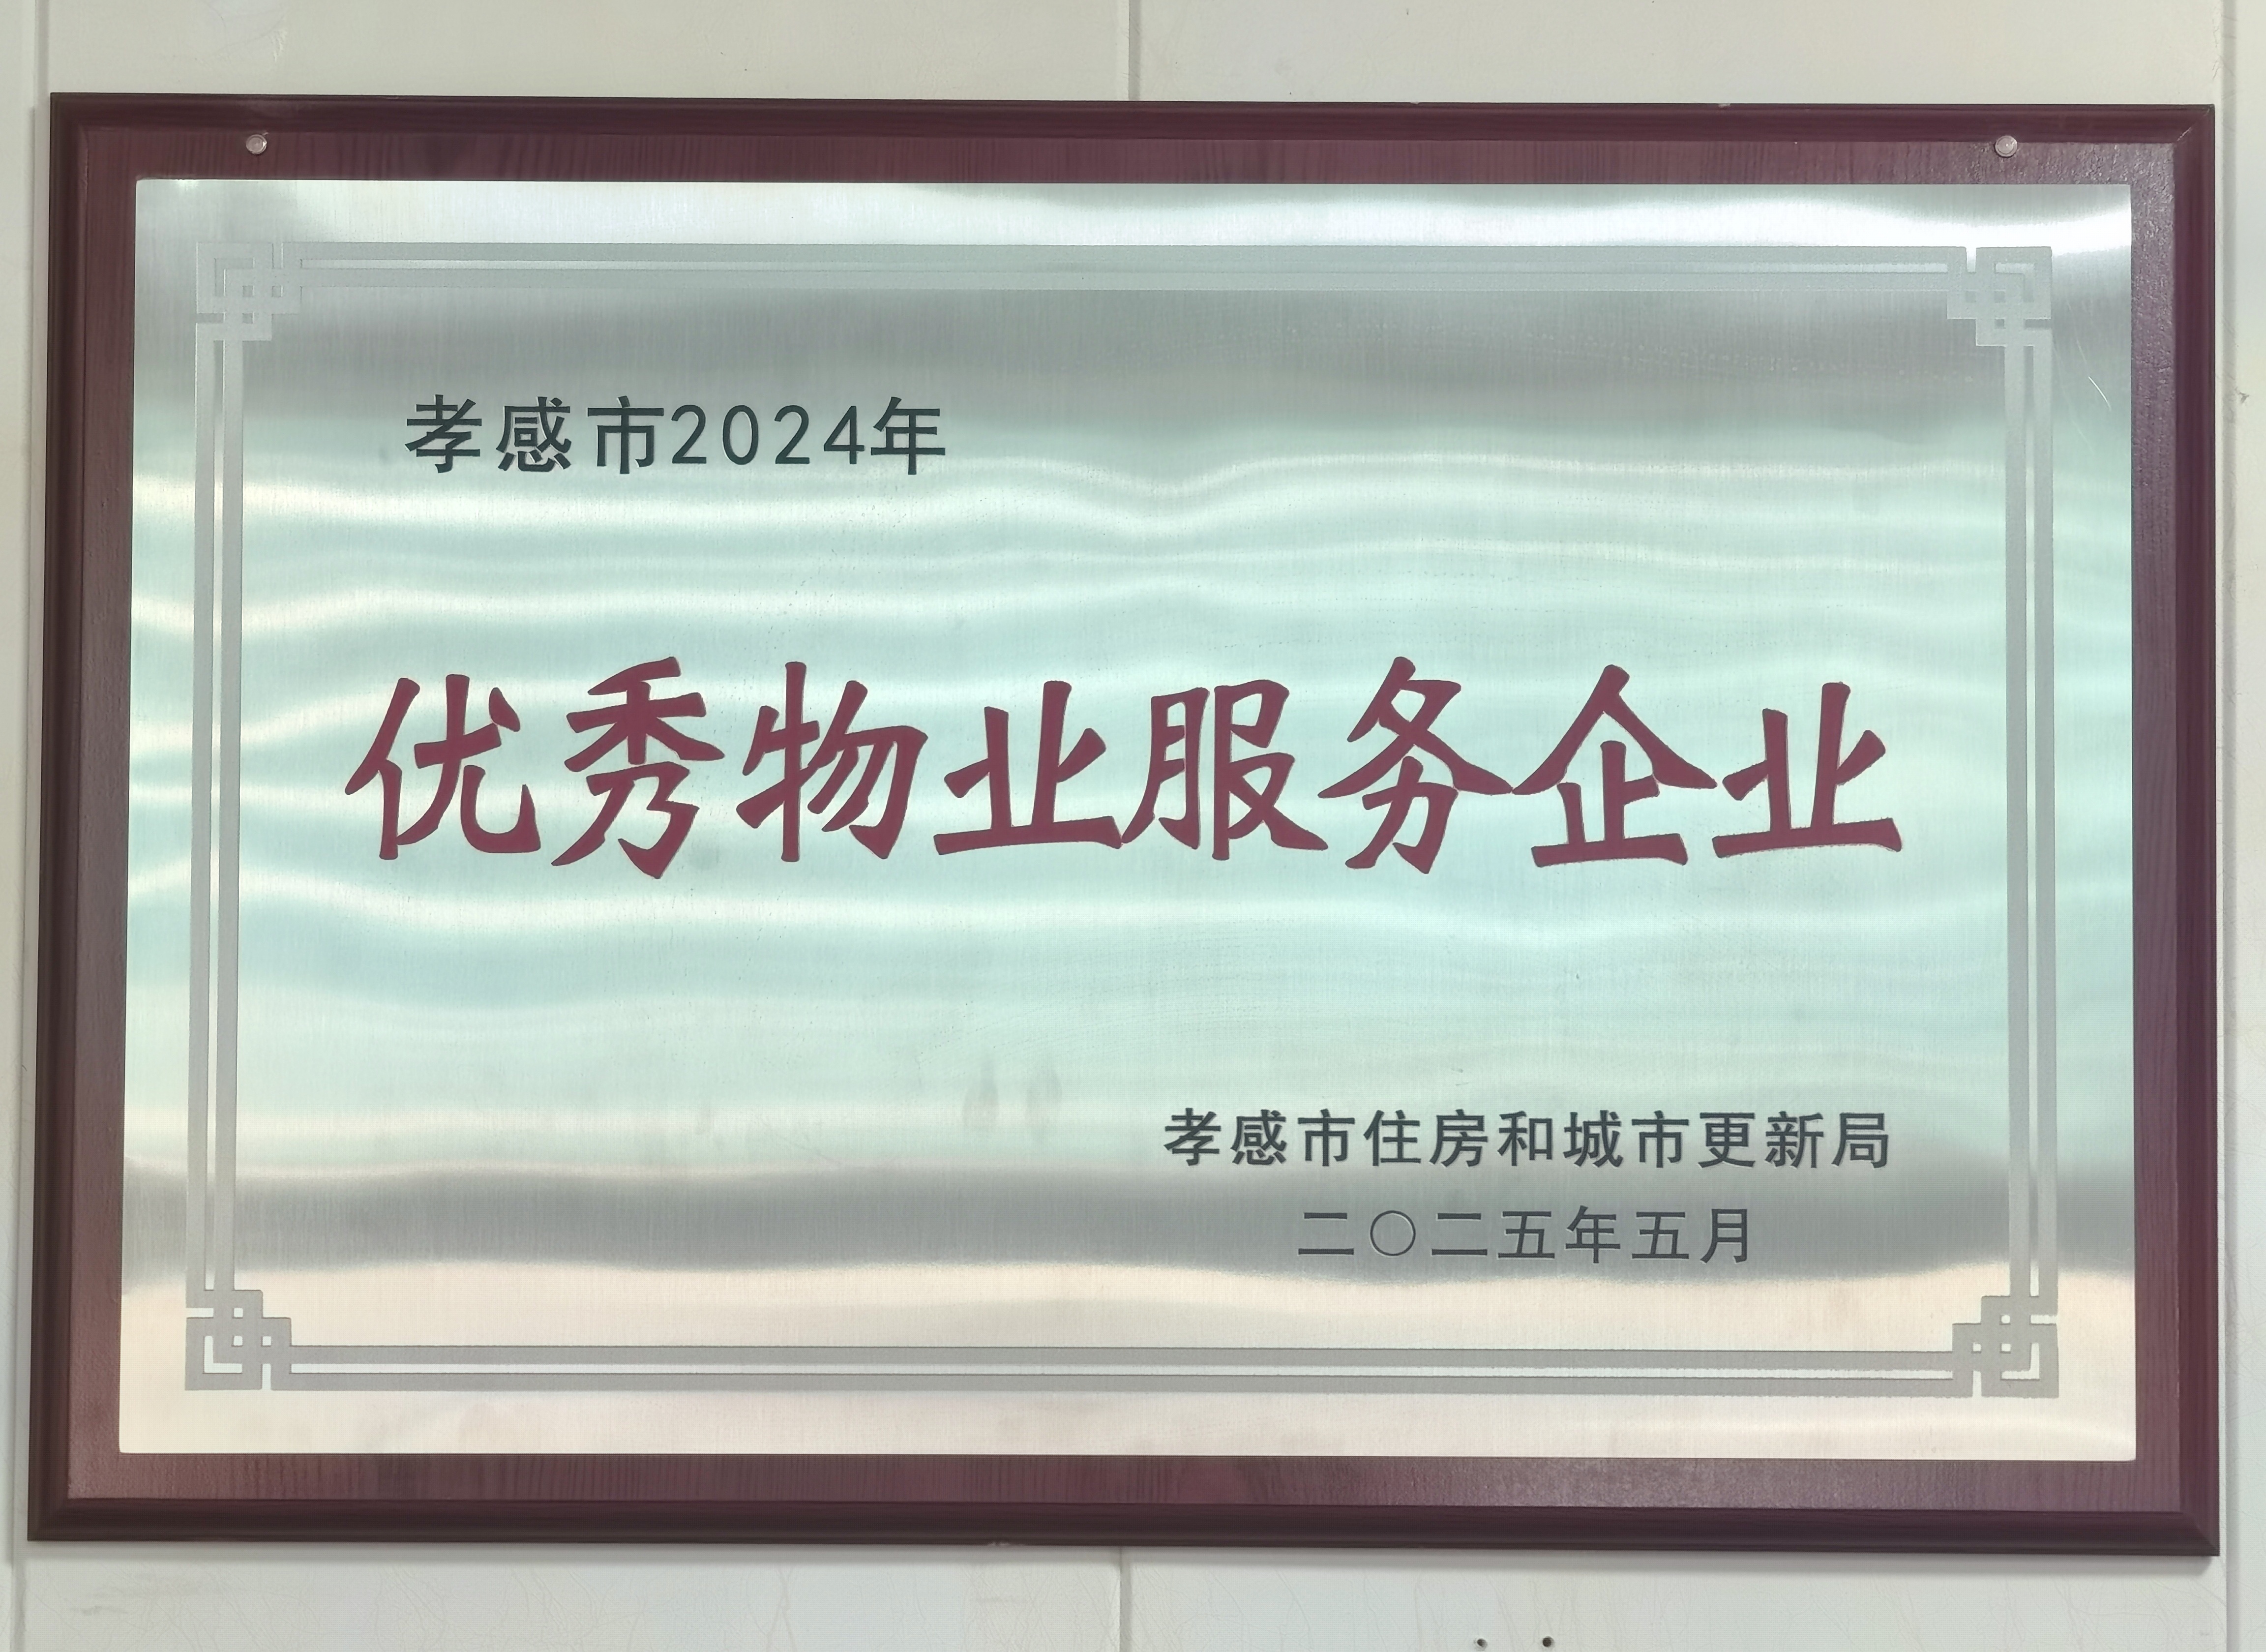 孝感市2024年
优秀物业服务企业
孝感市住房和城市更新局
二〇二五年五月